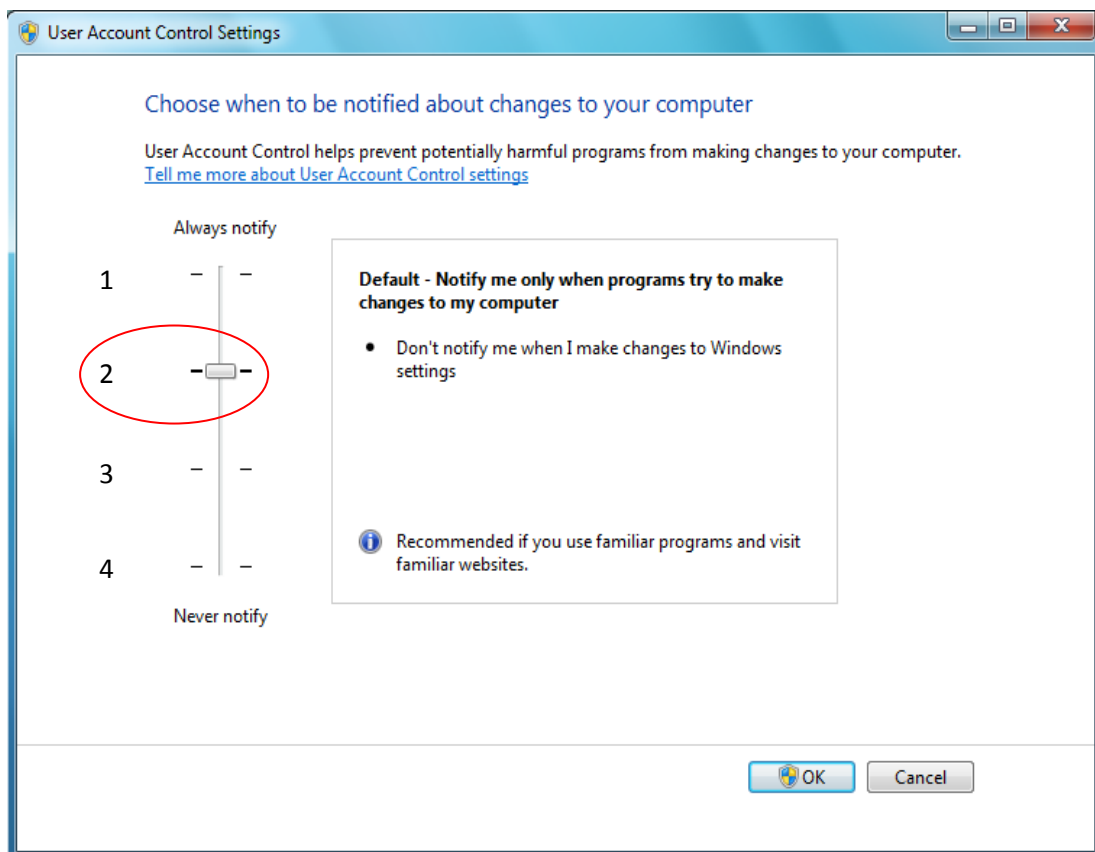 User Account Control Settings
Choose when to be notified about changes to your computer
User Account Control helps prevent potentially harmful programs from making changes to your computer.
Tell me more about User Account Control settings
Always notify
1
2
3
4
Never notify
Default - Notify me only when programs try to make
changes to my computer
• Don't notify me when I make changes to Windows
settings
Recommended if you use familiar programs and visit
familiar websites.
OK
Cancel